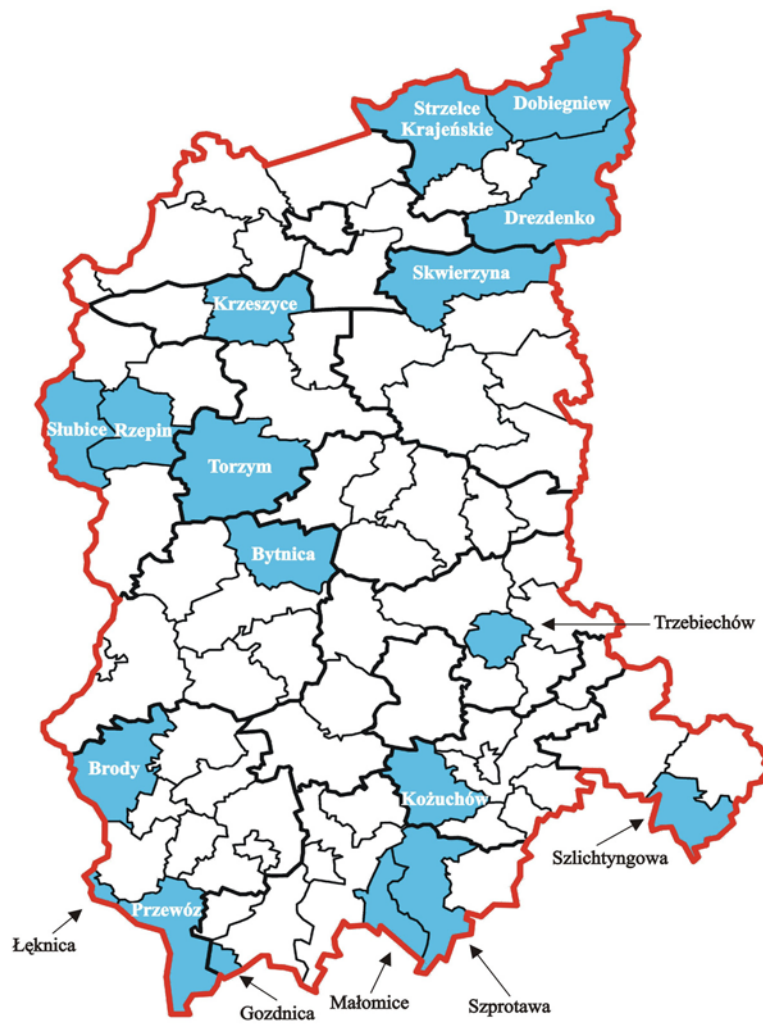 Dobiegniew
Strzelce
Krajeńskie
Drezdenko
Skwierzyna
Krzeszyce
Słubice
Rzepin
Torzym
Bytnica
Trzebiechów
Brody
Kożuchów
Szlichtyngowa
Przewóz
Łęknica
Gozdnica
Małomice
Szprotawa